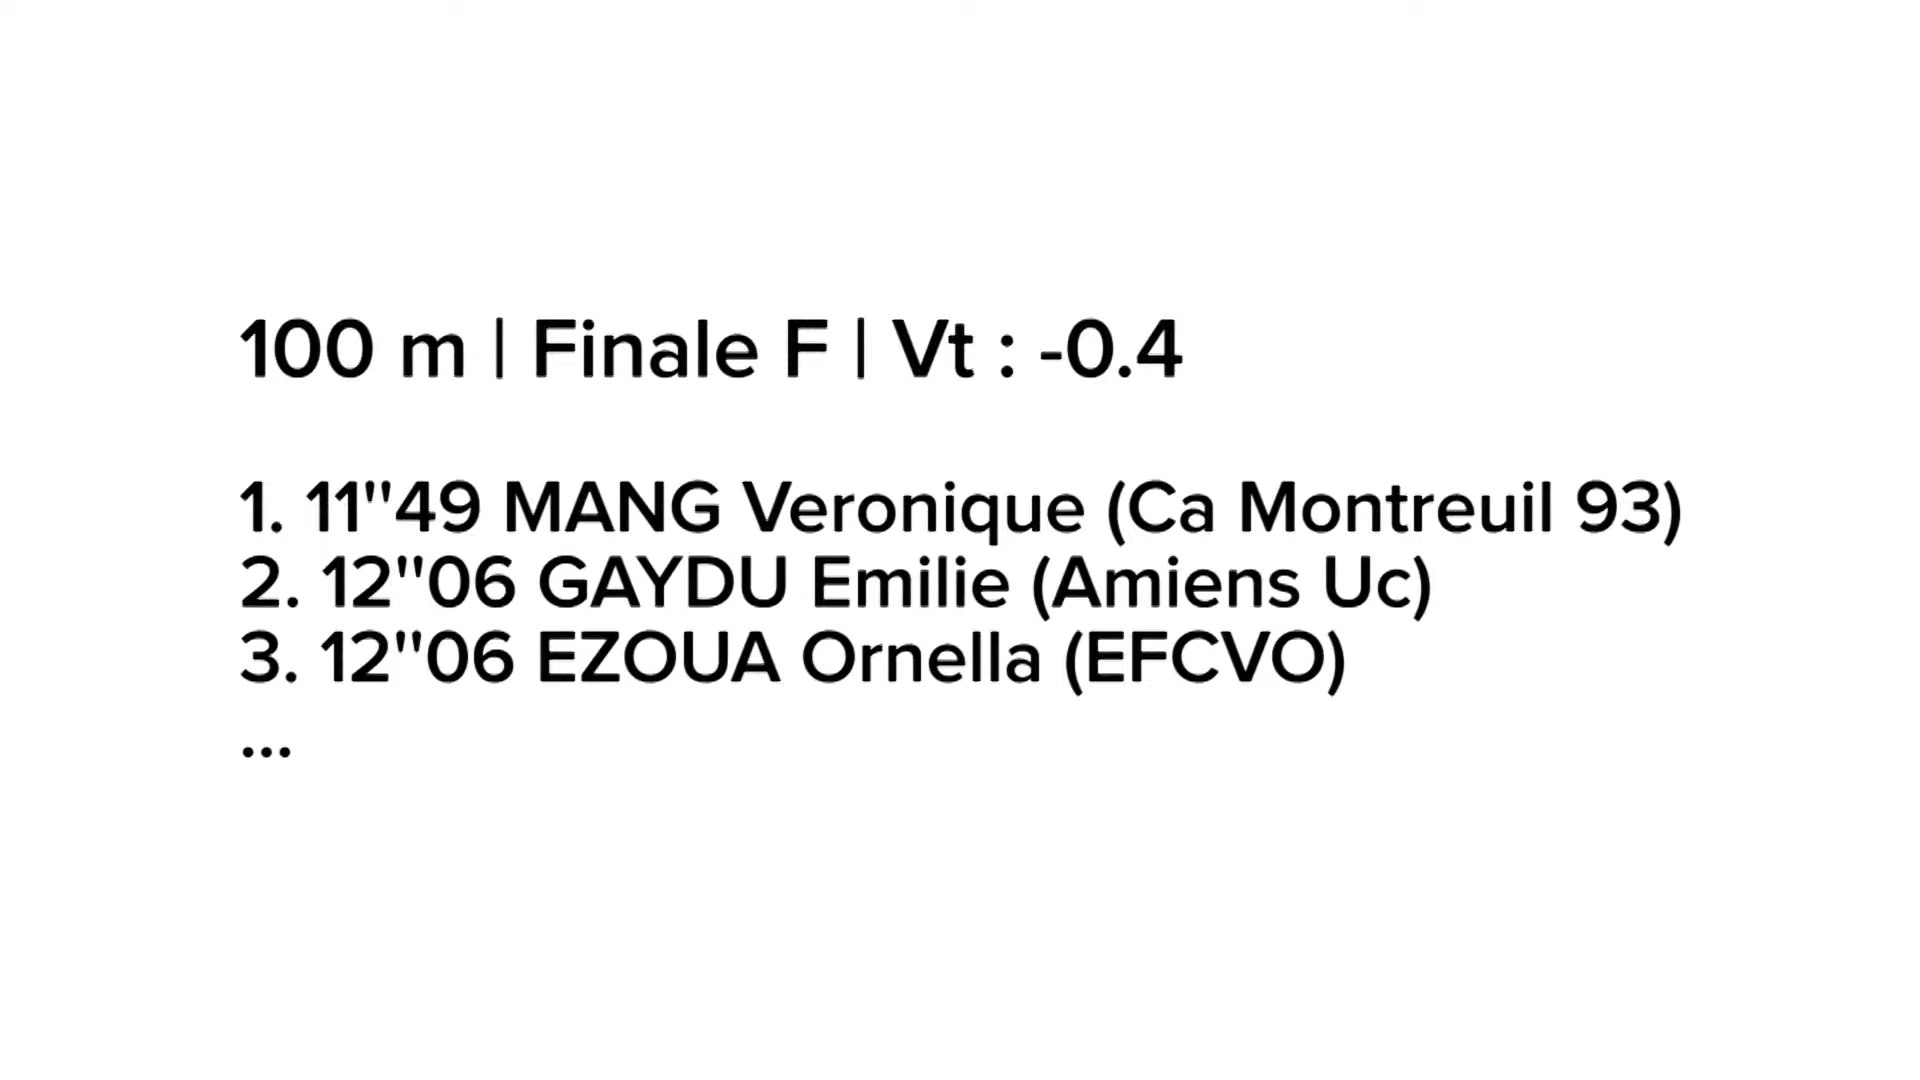 100 m | Finale F | Vt : -0.4
1. 11''49 MANG Veronique (Ca Montreuil 93)
2. 12''06 GAYDU Emilie (Amiens Uc)
3. 12''06 EZOUA Ornella (EFCVO)
...